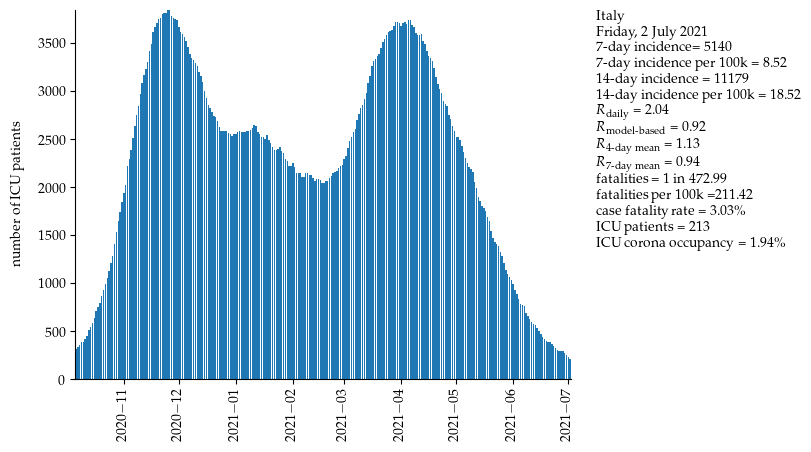 number of ICU patients
3500
3000
2500
2000
1500
1000
500
0
2020−11
2020−12
2021−01
2021−02
2021−03
2021−04
2021−05
2021−06
2021−07
Italy
Friday, 2 July 2021
7-day incidence= 5140
7-day incidence per 100k = 8.52
14-day incidence = 11179
14-day incidence per 100k = 18.52
R daily = 2.04
R model-based = 0.92
R 4-day mean = 1.13
R 7-day mean = 0.94
fatalities = 1 in 472.99
fatalities per 100k =211.42
case fatality rate = 3.03%
ICU patients = 213
ICU corona occupancy = 1.94%